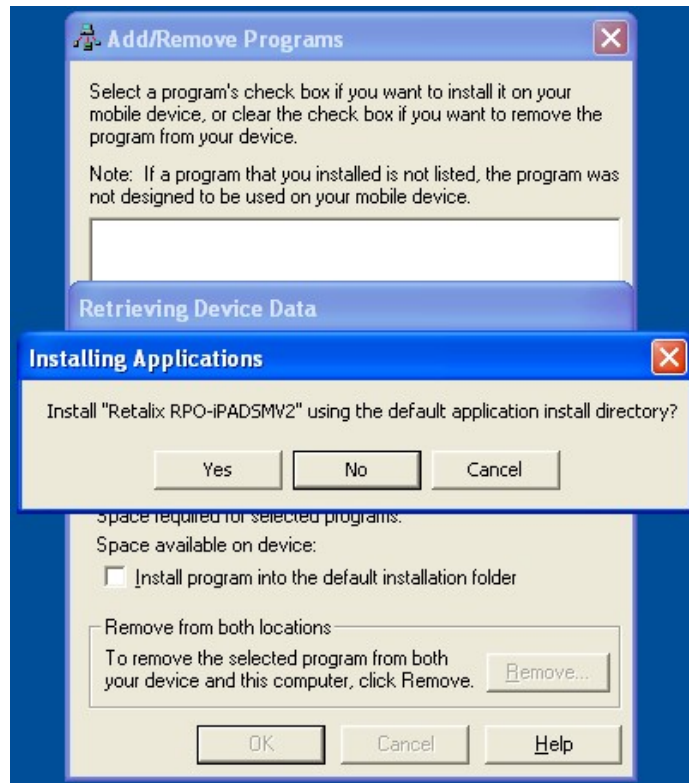 Add/Remove Programs
Select a program's check box if you want to install it on your
mobile device, or clear the check box if you want to remove the
program from your device.
Note: If a program that you installed is not listed, the program was
not designed to be used on your mobile device.
Retrieving Device Data
Installing Applications
Install "Retalix RPO-iPADSMV2" using the default application install directory?
Yes No Cancel
Space required for selected programs:
Space available on device:
Install program into the default installation folder
Remove from both locations
To remove the selected program from both
your device and this computer, click Remove.
Remove...
OK Cancel Help